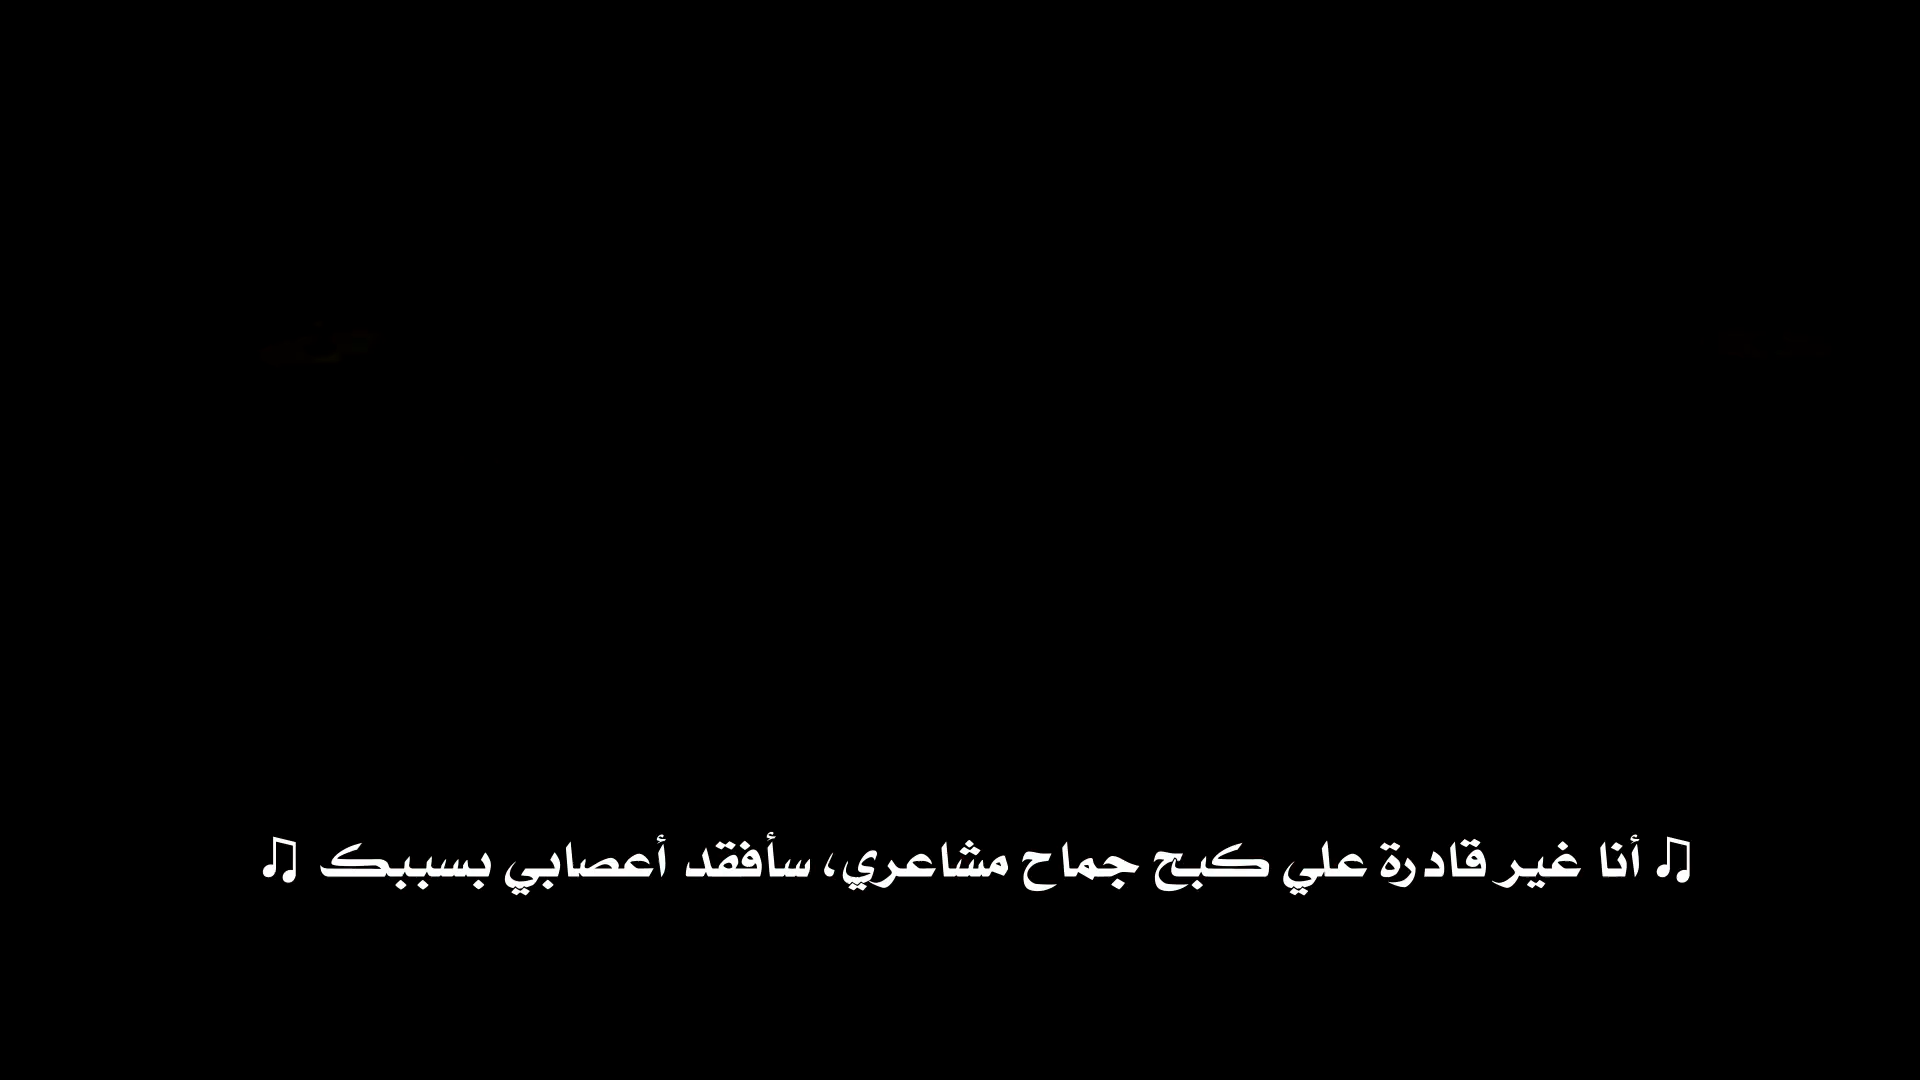 ♫ أنا غير قادرة علي كبح جماح مشاعري، سأفقد أعصابي بسببك ♫